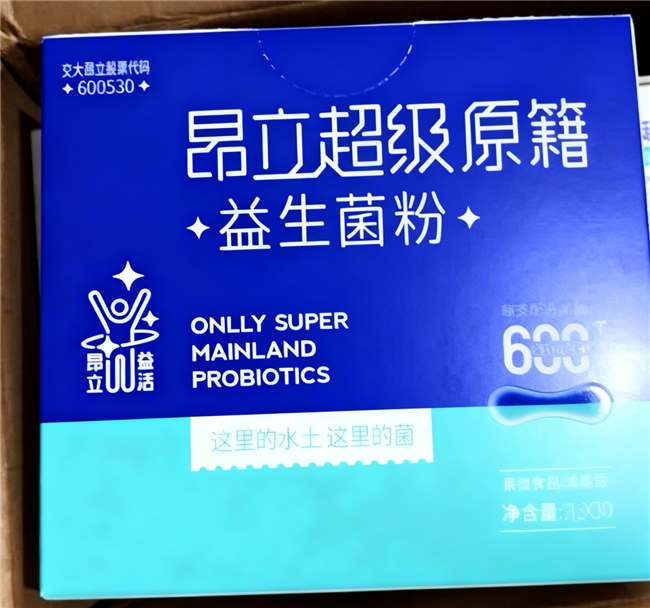 交大昂立股票代码
600530
昂立超级原籍
益生菌粉
昂立
益活
ONLLY SUPER
MAINLAND
PROBIOTICS
600
这里的水土 这里的菌
净含量: